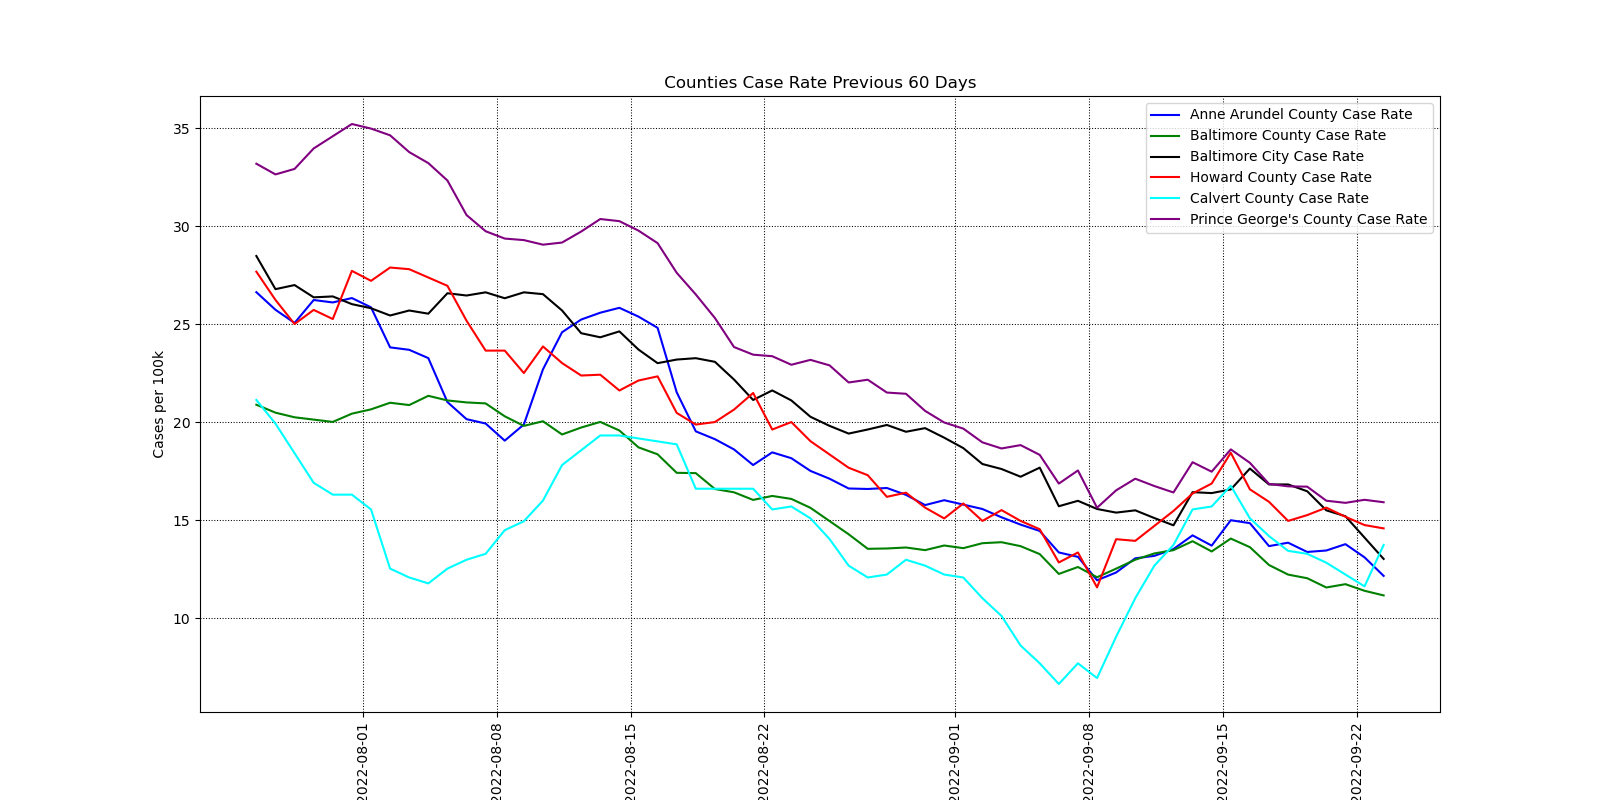 Counties Case Rate Previous 60 Days
Anne Arundel County Case Rate
Baltimore County Case Rate
Baltimore City Case Rate
Howard County Case Rate
Calvert County Case Rate
Prince George's County Case Rate
Cases per 100k
35
30
25
20
15
10
2022-08-01
2022-08-08
2022-08-15
2022-08-22
2022-09-01
2022-09-08
2022-09-15
2022-09-22